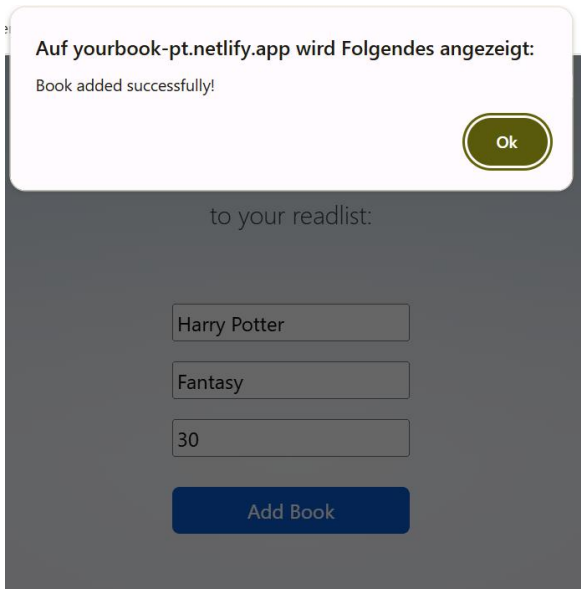 Auf yourbook-pt.netlify.app wird Folgendes angezeigt:
Book added successfully!
Ok
to your readlist:
Harry Potter
Fantasy
30
Add Book